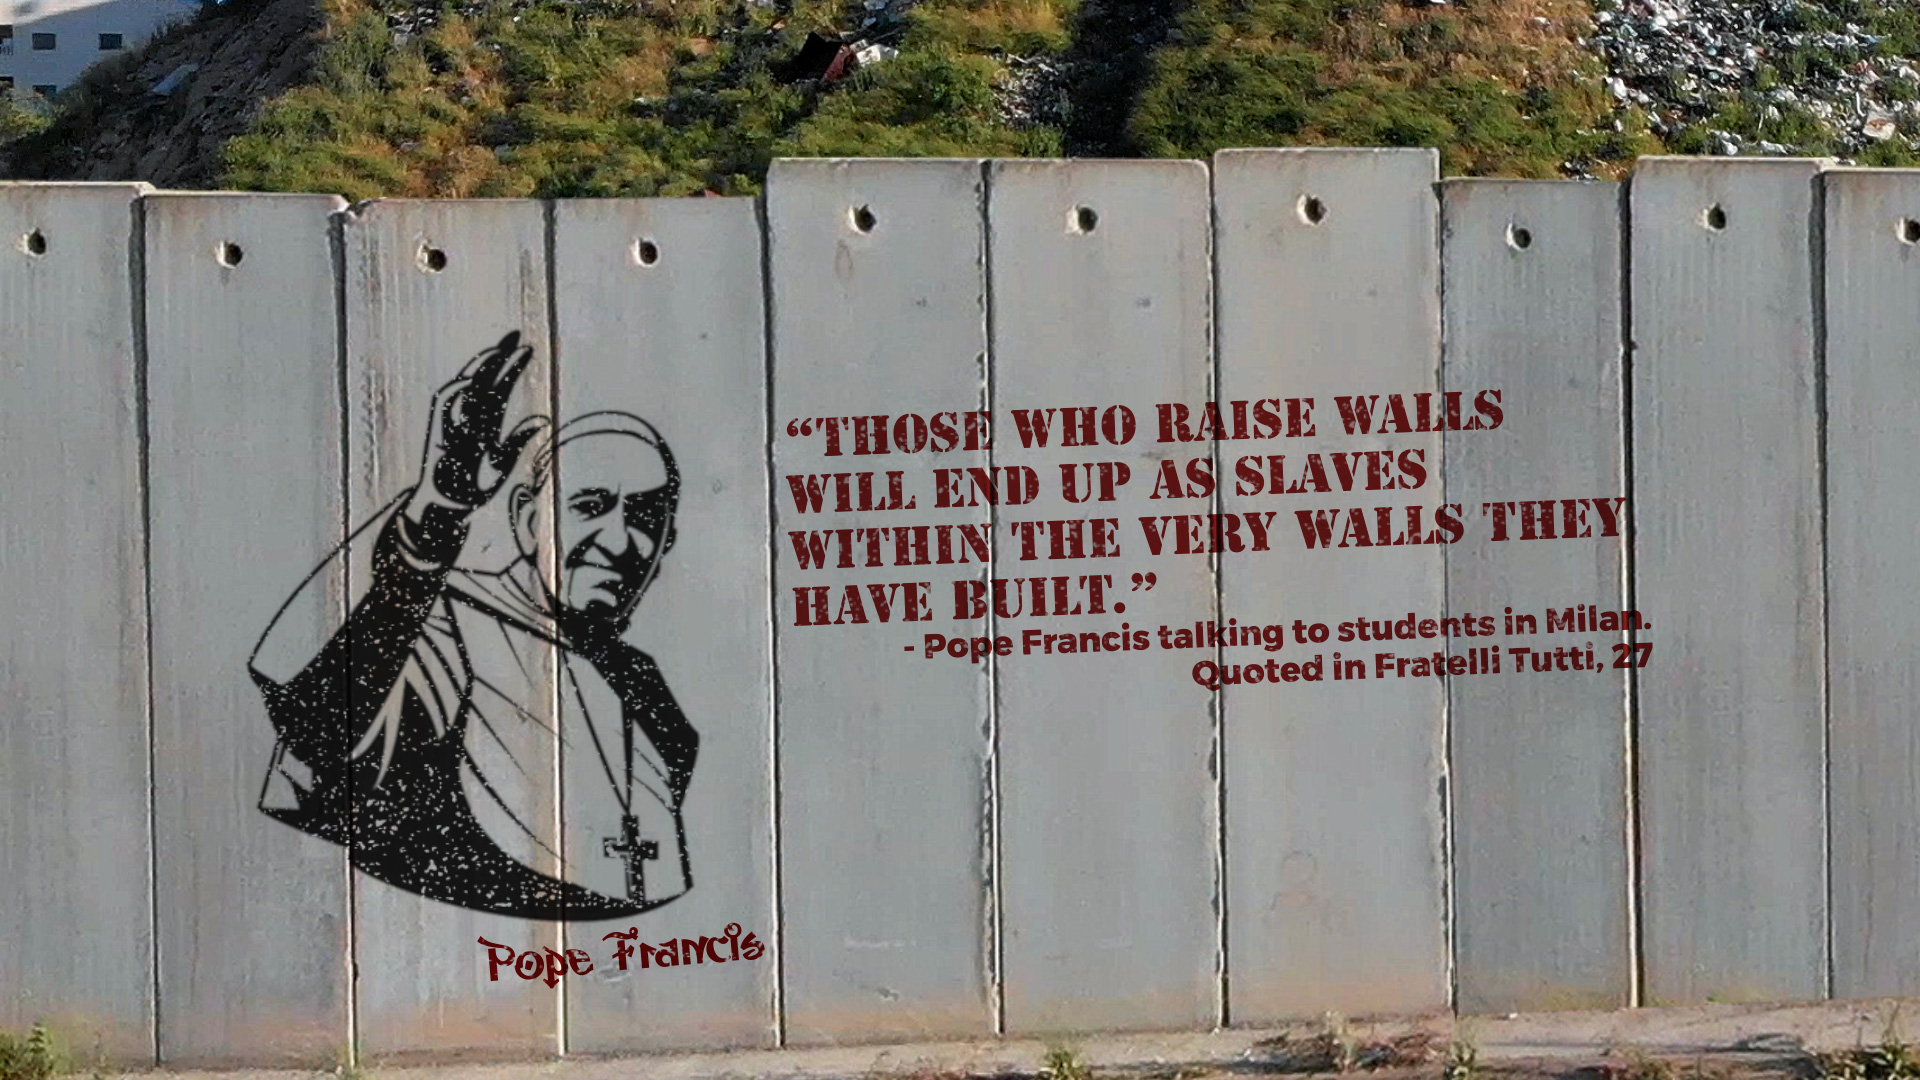 “THOSE WHO RAISE WALLS
WILL END UP AS SLAVES
WITHIN THE VERY WALLS THEY
HAVE BUILT.”
- Pope Francis talking to students in Milan.
Quoted in Fratelli Tutti, 27
Pope Francis